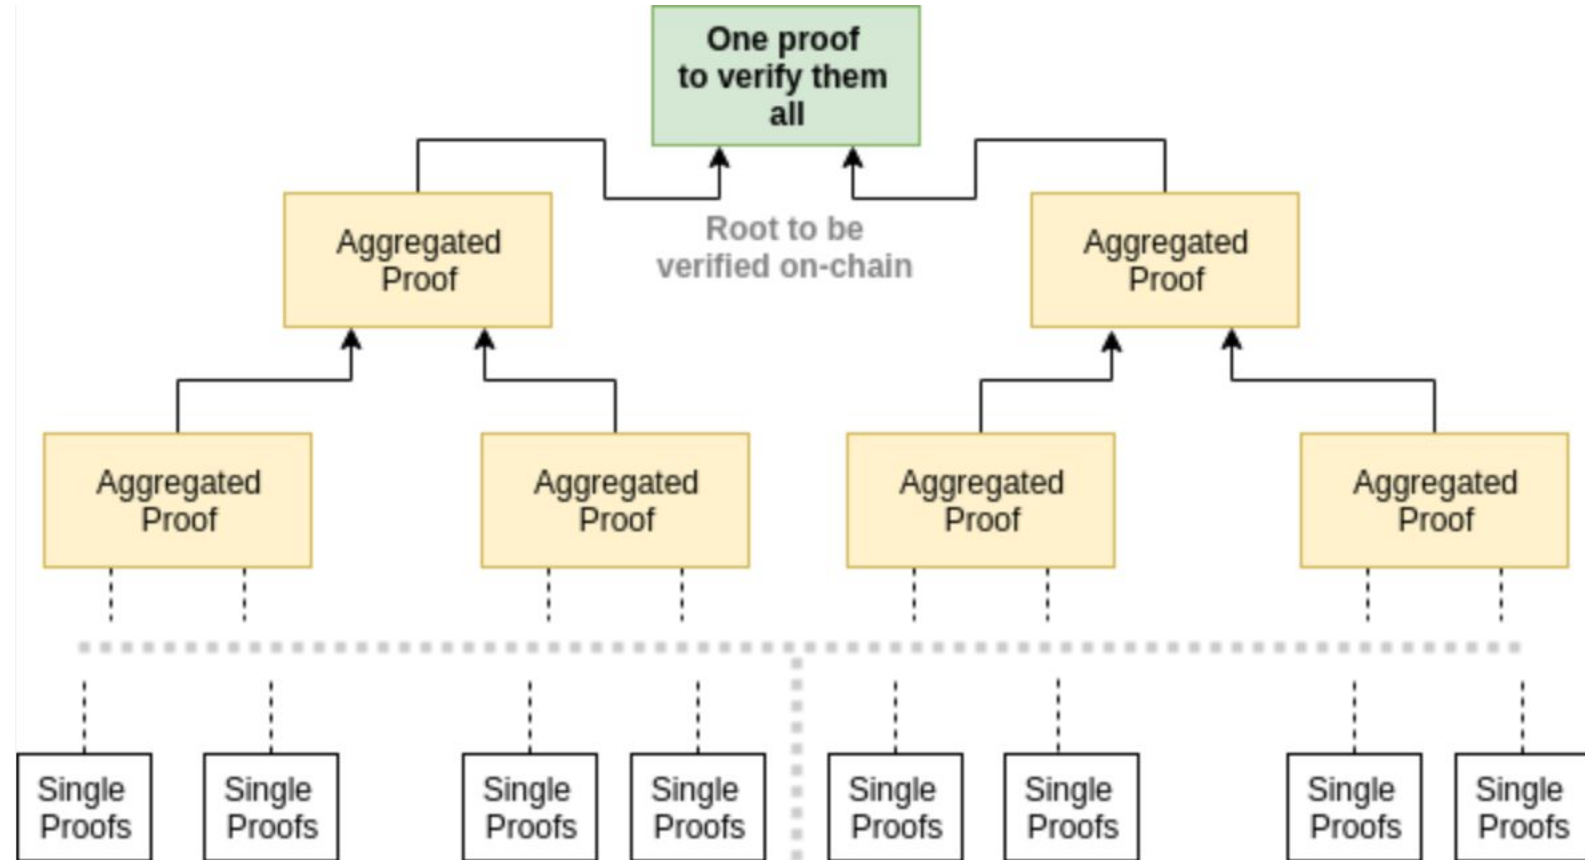 One proof
to verify them
all
Aggregated
Proof
Root to be
verified on-chain
Aggregated
Proof
Aggregated
Proof
Aggregated
Proof
Aggregated
Proof
Aggregated
Proof
Single
Proofs
Single
Proofs
Single
Proofs
Single
Proofs
Single
Proofs
Single
Proofs
Single
Proofs
Single
Proofs